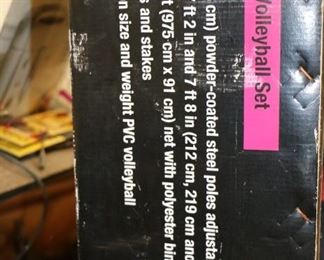 Volleyball Set
cm) powder-coated steel poles adjusta
ft 2 in and 7 ft 8 in (212 cm, 219 cm and
t (975 cm x 91 cm) net with polyester bin
s and stakes
n size and weight PVC volleyball